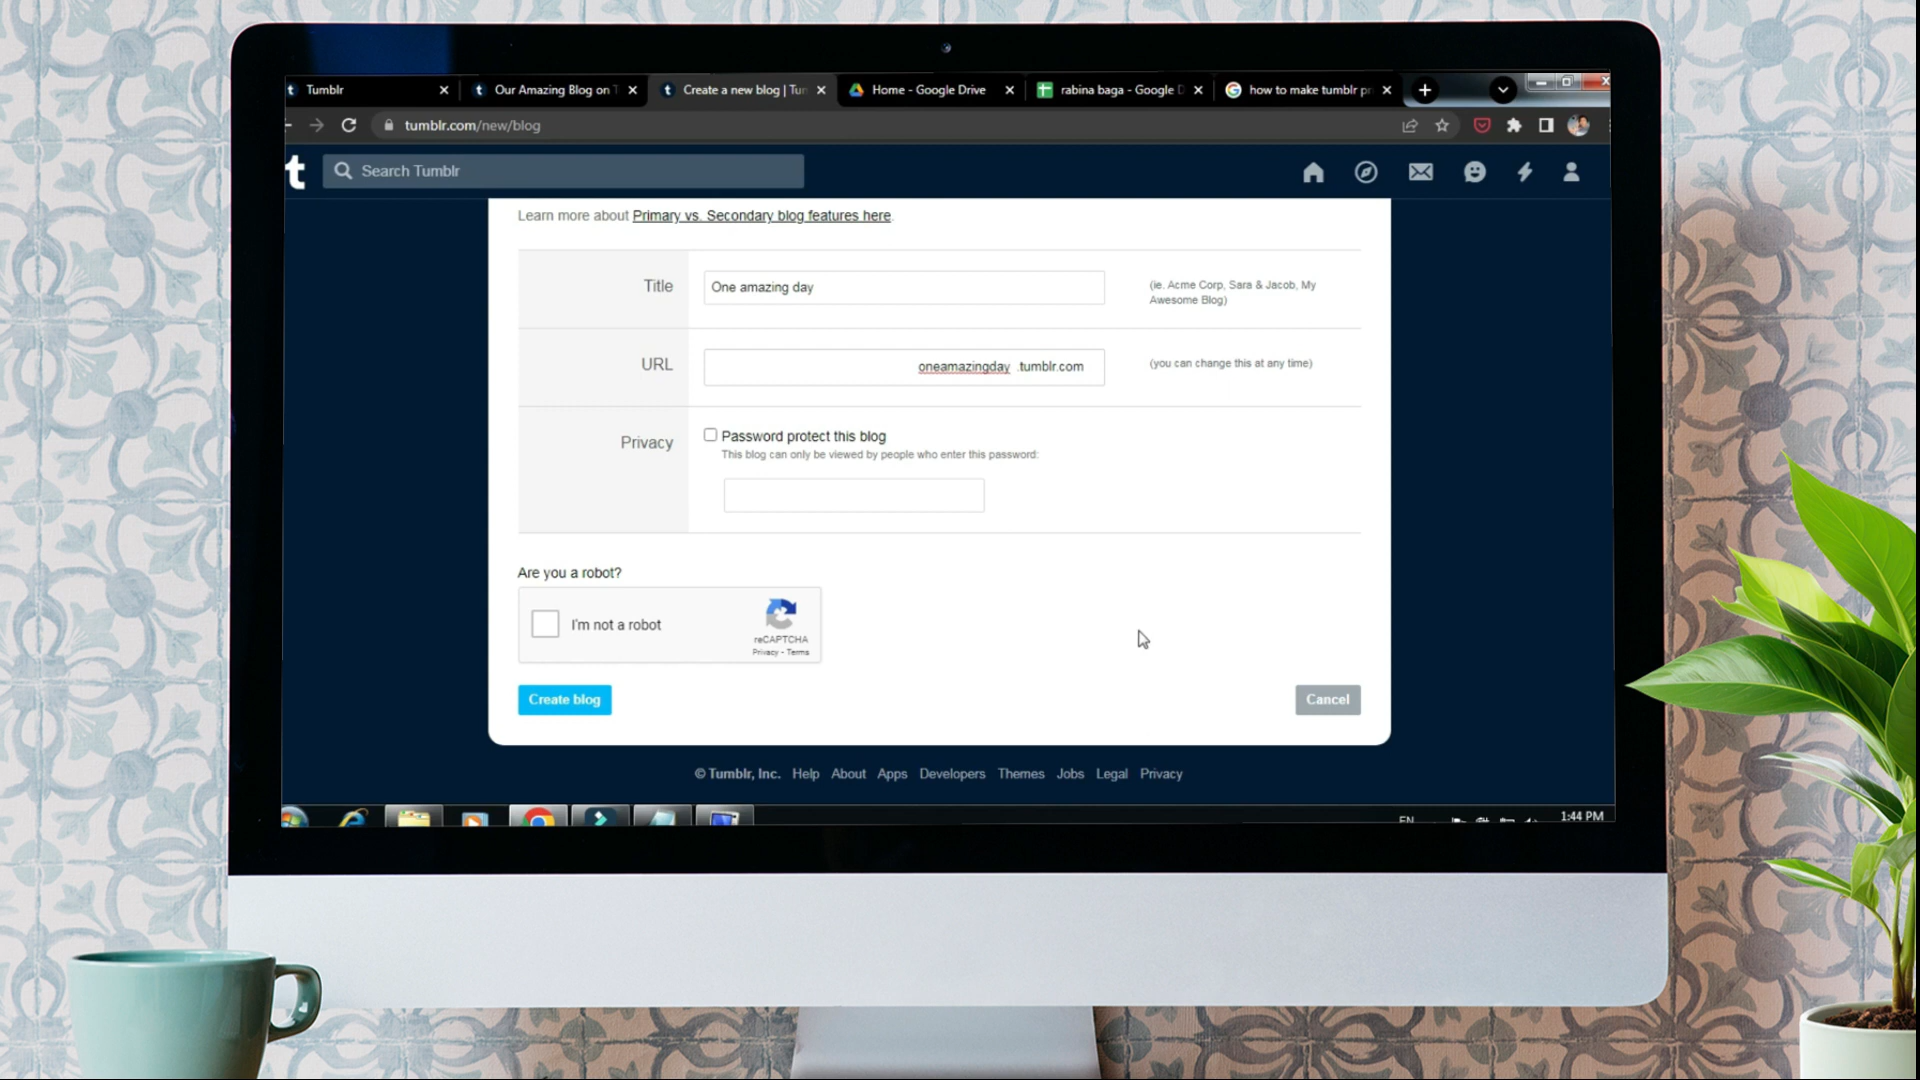 Tumblr
Our Amazing Blog on T
Create a new blog | Tun
Home - Google Drive
rabina baga - Google D
how to make tumblr pr
tumblr.com/new/blog
t Search Tumblr
Learn more about Primary vs. Secondary blog features here.
Title
One amazing day
(ie. Acme Corp, Sara & Jacob, My
Awesome Blog)
URL
oneamazingday .tumblr.com
(you can change this at any time)
Privacy
Password protect this blog
This blog can only be viewed by people who enter this password:
Are you a robot?
I'm not a robot
reCAPTCHA
Privacy - Terms
Create blog
Cancel
© Tumblr, Inc. Help About Apps Developers Themes Jobs Legal Privacy
EN
1:44 PM